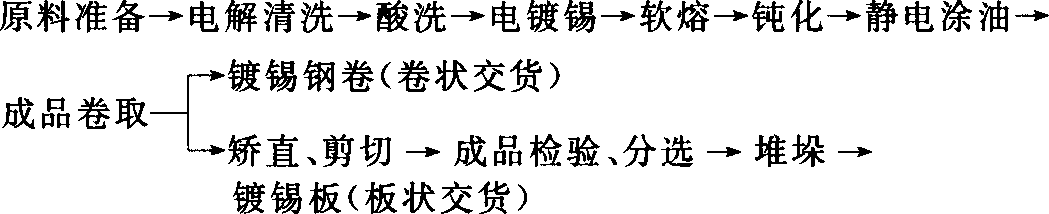 原料准备→电解清洗→酸洗→电镀锡→软熔→钝化→静电涂油→
→镀锡钢卷(卷状交货)
成品卷取
→矫直、剪切→成品检验、分选→堆垛→
镀锡板(板状交货)